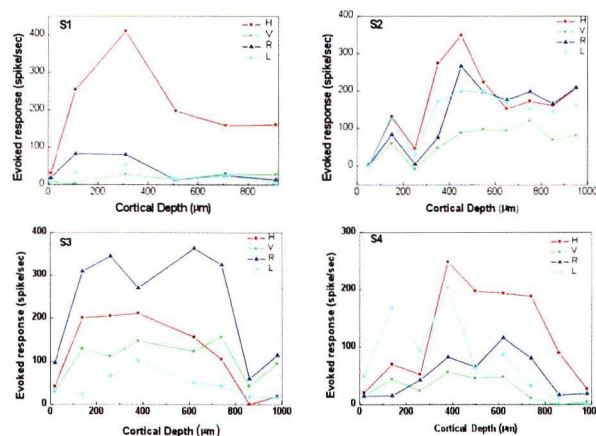 S1
H
V
R
L
Evoked response (spike/sec)
400
300
200
100
0
0 200 400 600 800
Cortical Depth (µm)
S2
H
V
R
L
Evoked response (spike/sec)
400
300
200
100
0
0 200 400 600 800 1000
Cortical Depth (µm)
S3
H
V
R
L
Evoked response (spike/sec)
400
300
200
100
0
0 200 400 600 800 1000
Cortical Depth (µm)
S4
H
V
R
L
Evoked response (spike/sec)
300
200
100
0
0 200 400 600 800 1000
Cortical Depth (µm)